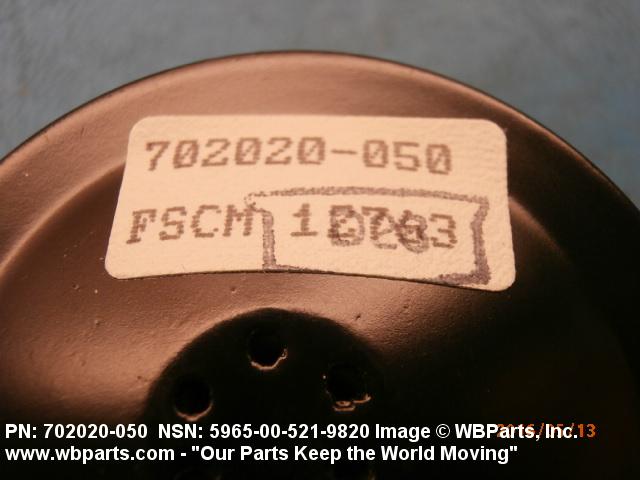 702020-050
FSCM
PN: 702020-050 NSN: 5965-00-521-9820 Image © WBParts, Inc.
www.wbparts.com - "Our Parts Keep the World Moving"